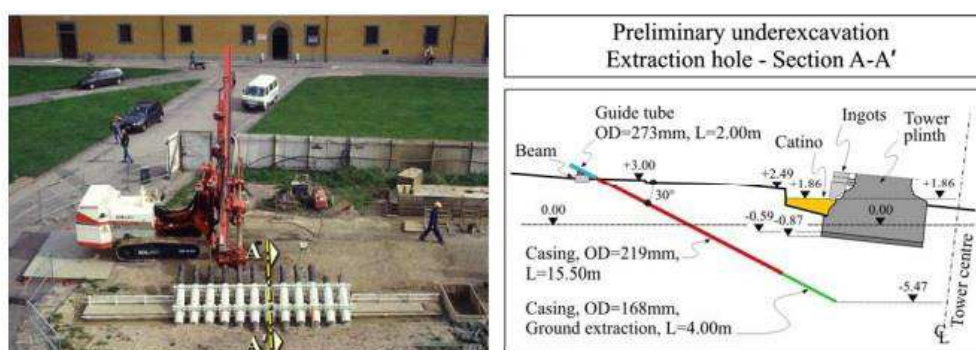 A
A'
Preliminary underexcavation
Extraction hole - Section A-A'
Guide tube
OD=273mm, L=2.00m
Ingots
Tower
plinth
Beam
Catino
+3.00
+2.49
+1.86
+1.86
30°
0.00
-0.59
-0.87
0.00
Casing, OD=219mm,
L=15.50m
Casing, OD=168mm,
Ground extraction, L=4.00m
-5.47
Tower centre
℄